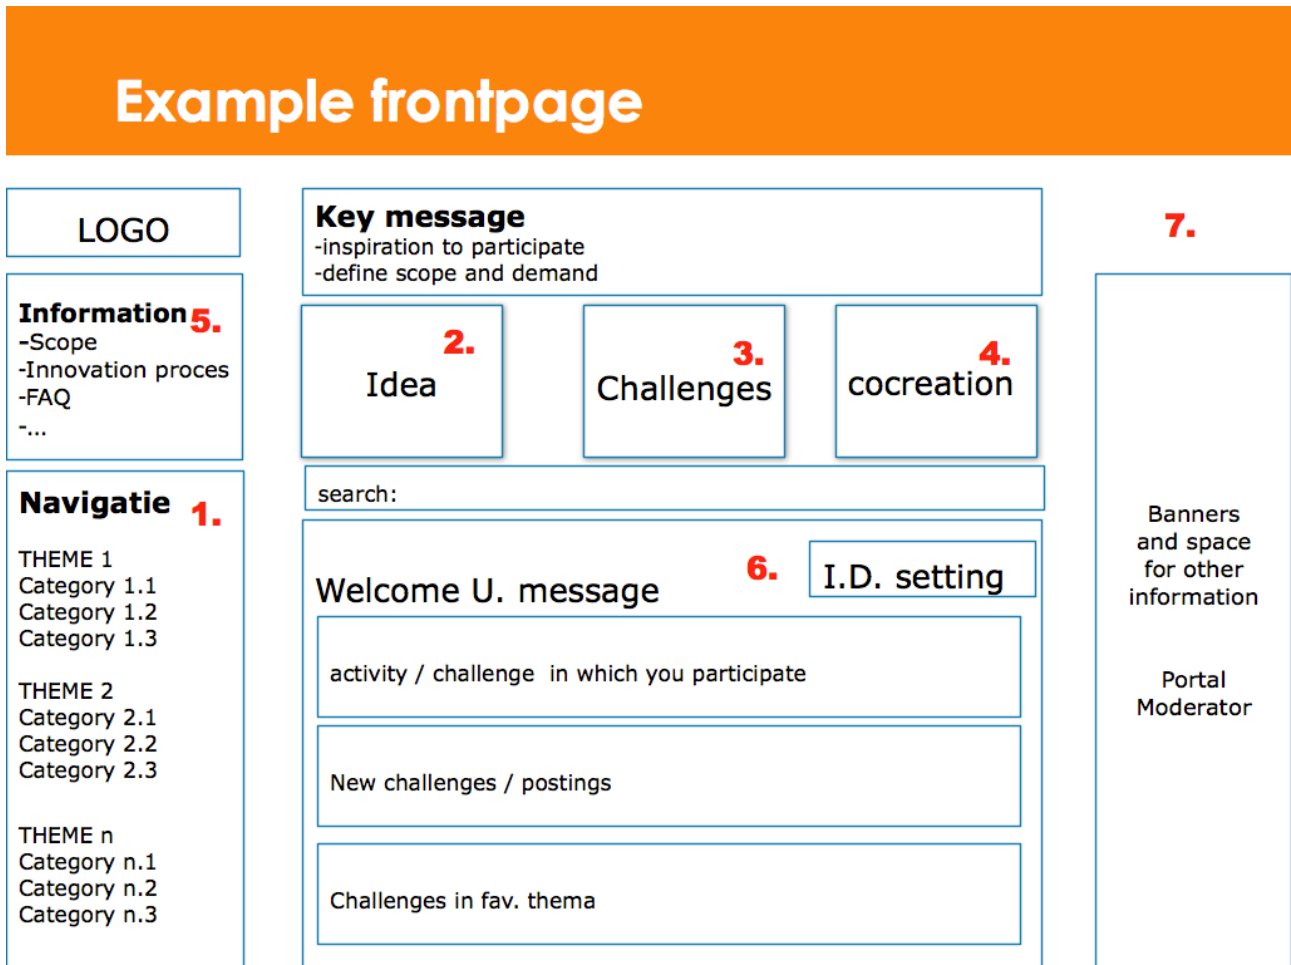 Example frontpage
LOGO
Information 5.
-Scope
-Innovation proces
-FAQ
-...
Navigatie 1.
THEME 1
Category 1.1
Category 1.2
Category 1.3
THEME 2
Category 2.1
Category 2.2
Category 2.3
THEME n
Category n.1
Category n.2
Category n.3
Key message
-inspiration to participate
-define scope and demand
2.
Idea
3.
Challenges
4.
cocreation
search:
6.
Welcome U. message
I.D. setting
activity / challenge  in which you participate
New challenges / postings
Challenges in fav. thema
7.
Banners
and space
for other
information
Portal
Moderator